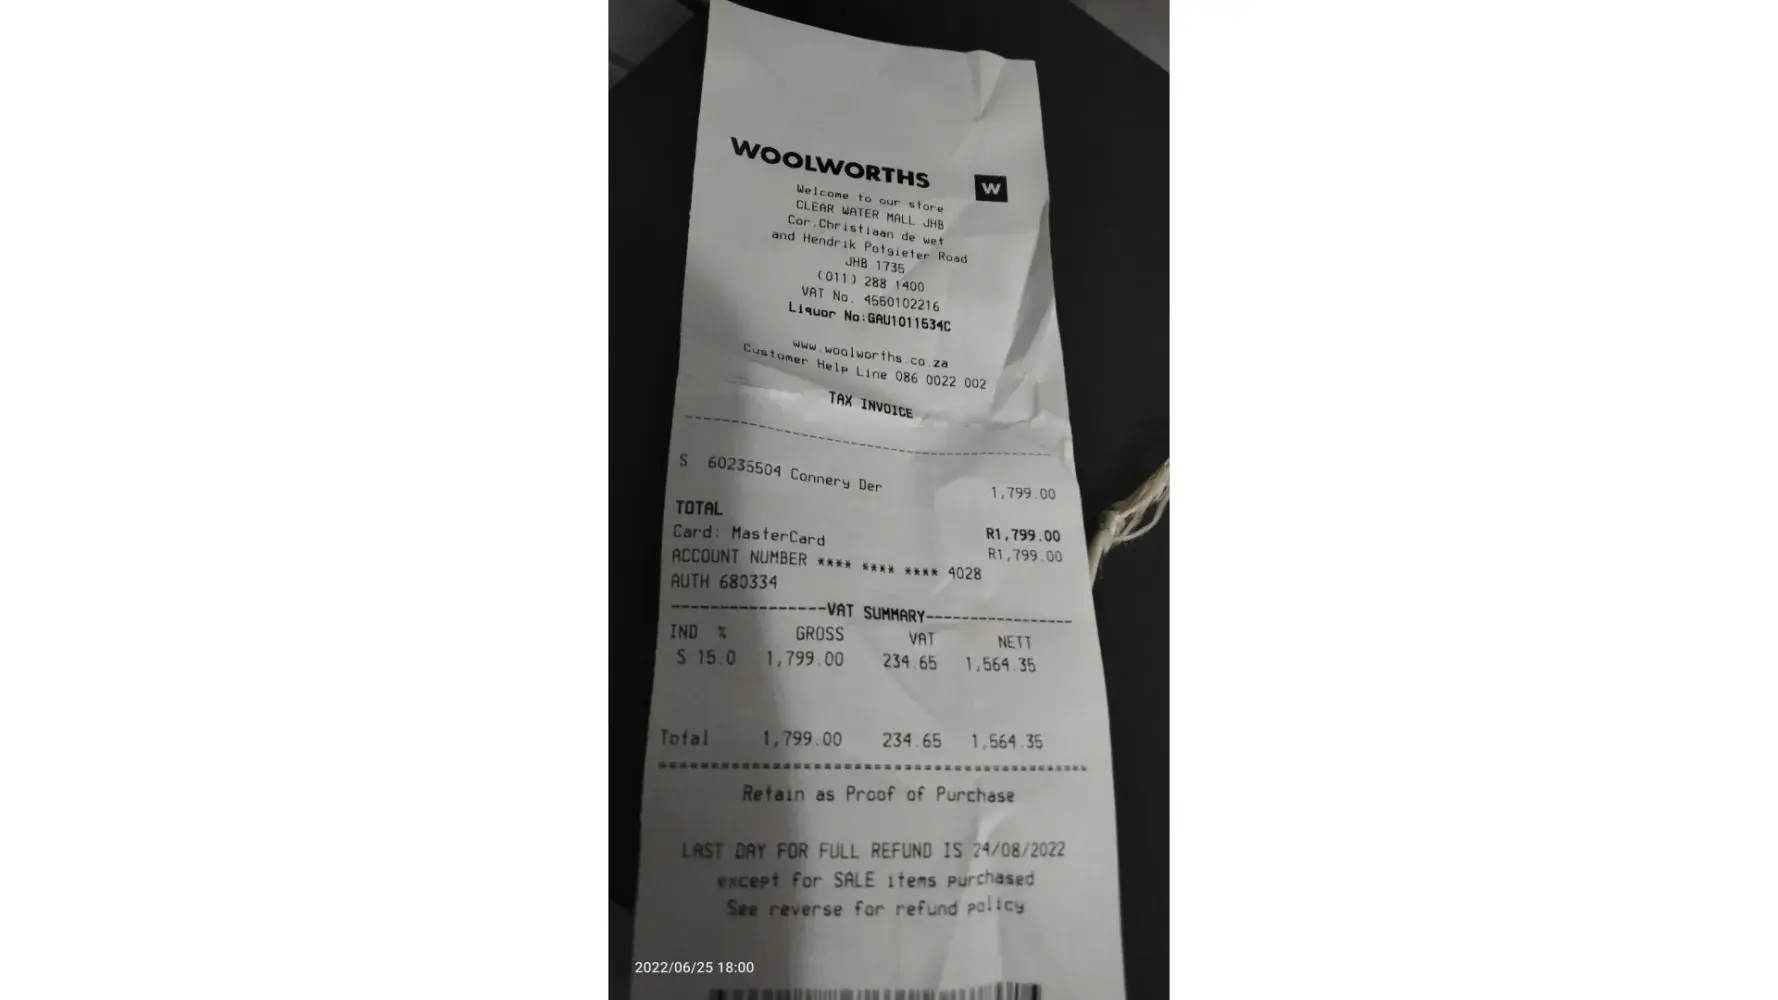 WOOLWORTHS W
Welcome to our store
CLEAR WATER MALL JHB
Cor.Christiaan de wet
and Hendrik Potgieter Road
JHB 1735
(011) 288 1400
VAT No. 4550102216
Liquor No:GAU1011534C
www.woolworths.co.za
Customer Help Line 086 0022 002
TAX INVOICE
S 60235504 Connery Der 1,799.00
TOTAL R1,799.00
Card: MasterCard R1,799.00
ACCOUNT NUMBER **** **** **** 4028
AUTH 680334
-----------------VAT SUMMARY-----------------
IND % GROSS VAT NETT
S 15.0 1,799.00 234.65 1,564.35
Total 1,799.00 234.65 1,564.35
Retain as Proof of Purchase
LAST DAY FOR FULL REFUND IS 24/08/2022
except for SALE items purchased
See reverse for refund policy
2022/06/25 18:00